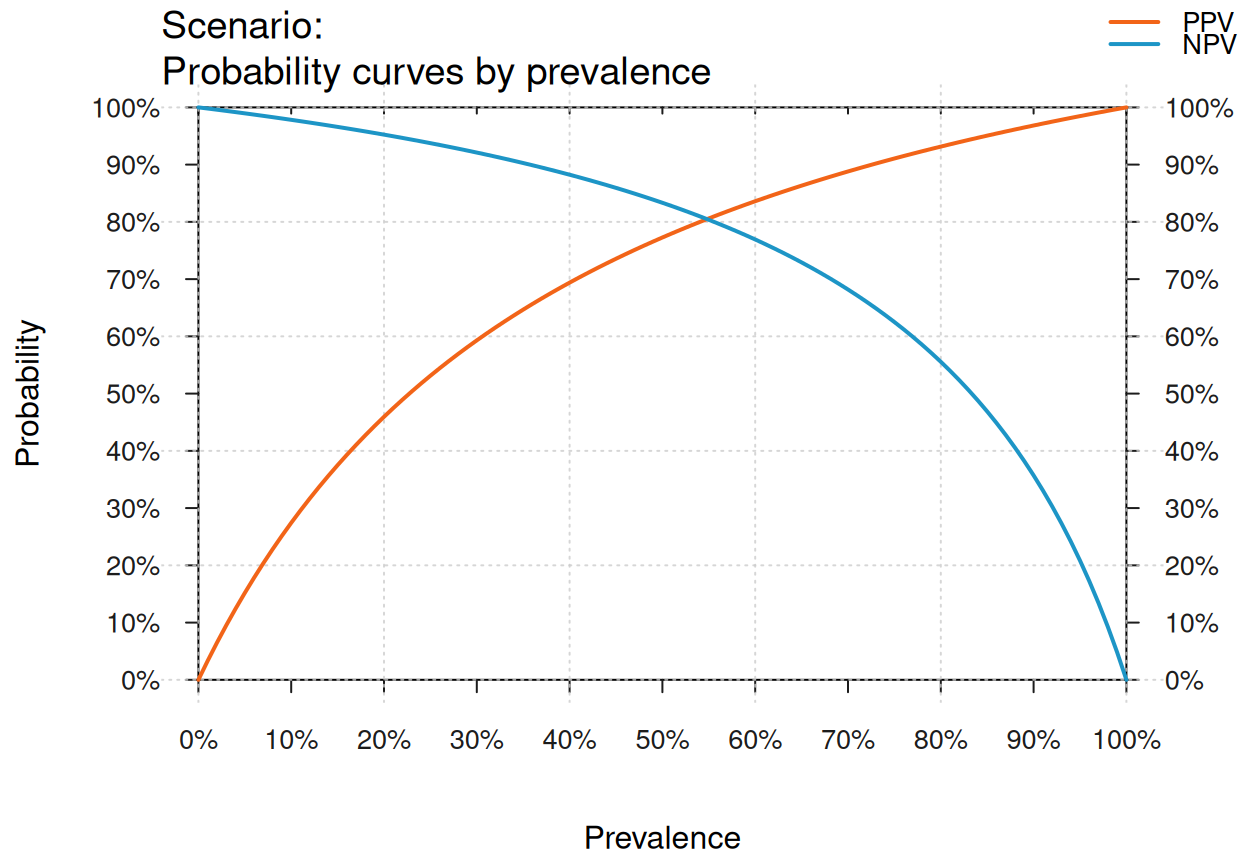 Scenario:
Probability curves by prevalence
PPV
NPV
100% 100%
90% 90%
80% 80%
70% 70%
60% 60%
50% 50%
40% 40%
30% 30%
20% 20%
10% 10%
0% 0%
Probability
0% 10% 20% 30% 40% 50% 60% 70% 80% 90% 100%
Prevalence